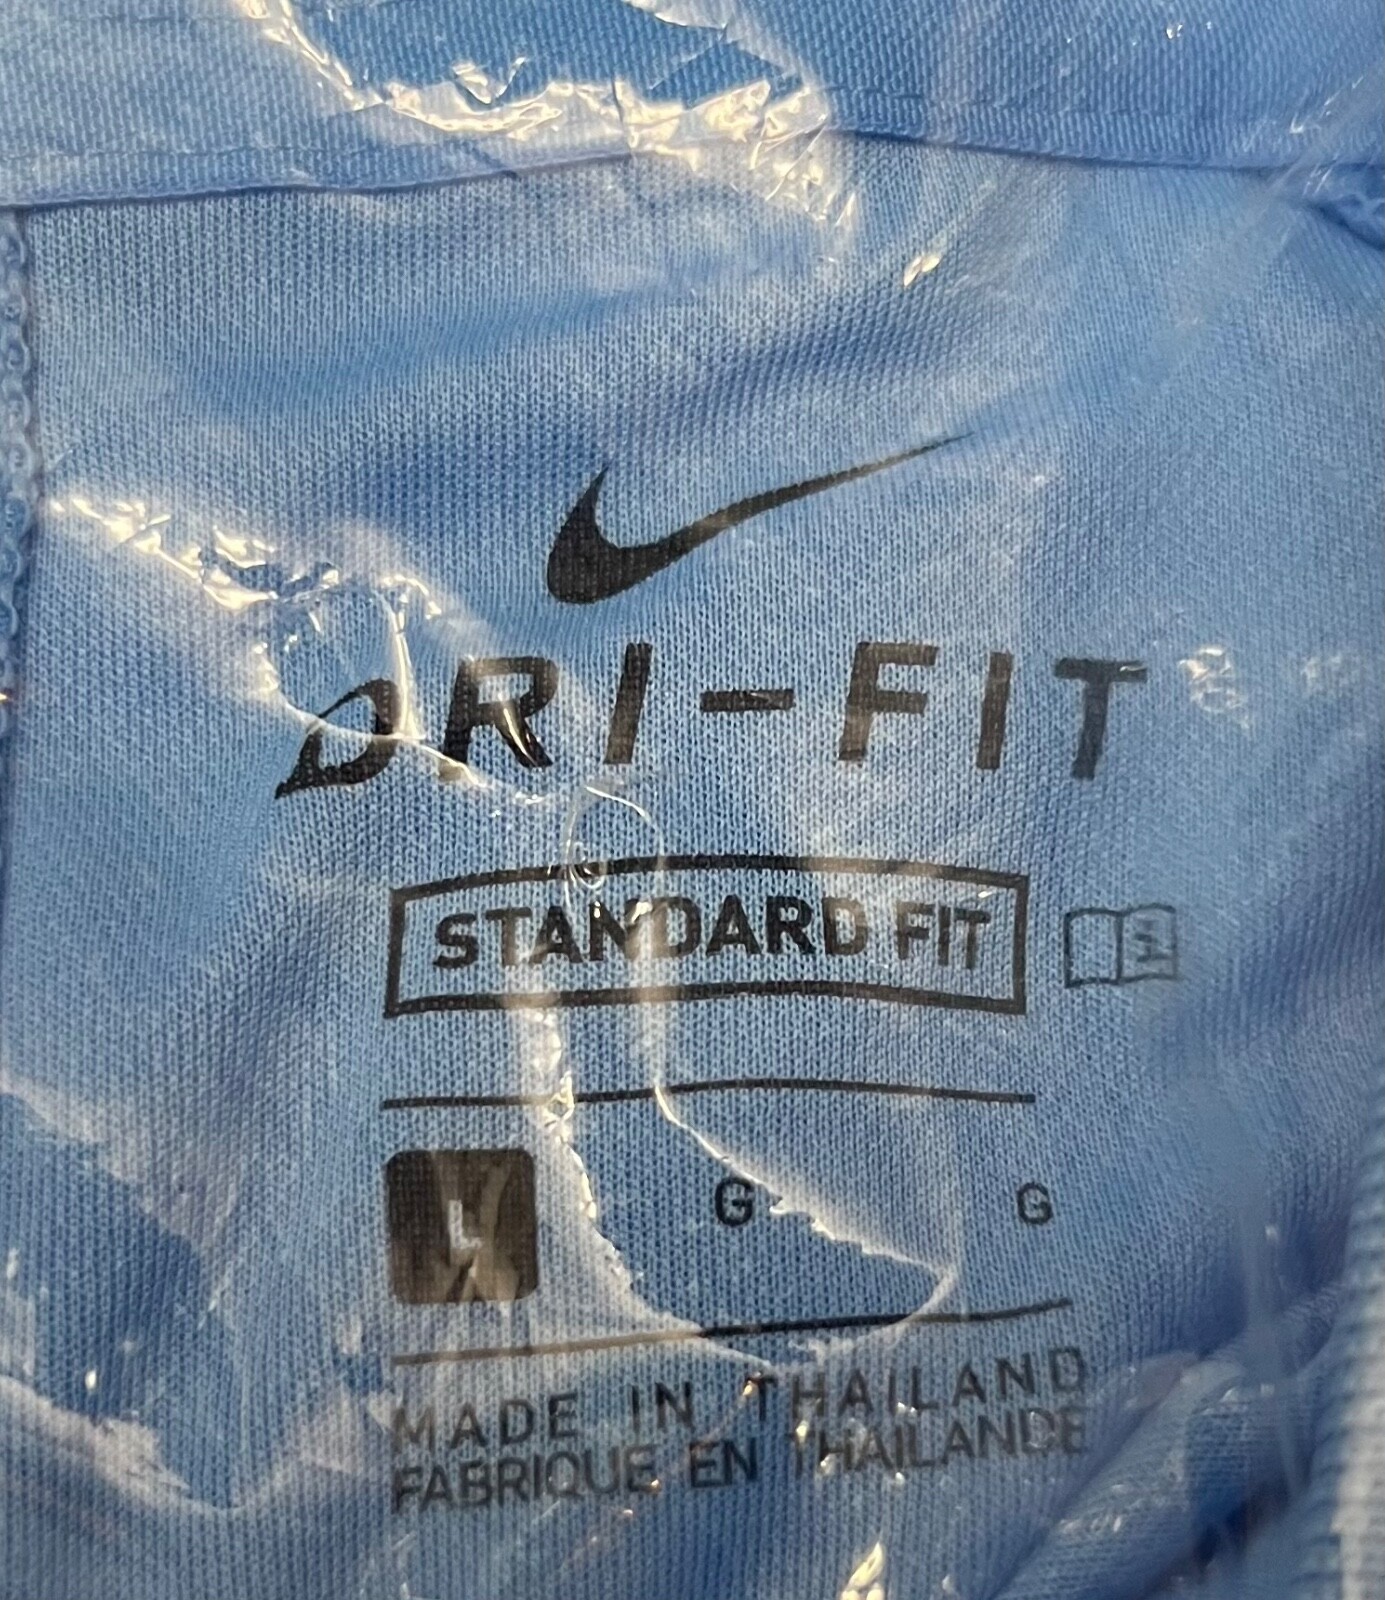 DRI-FIT
STANDARD FIT
L G G
MADE IN THAILAND
FABRIQUE EN THAILANDE